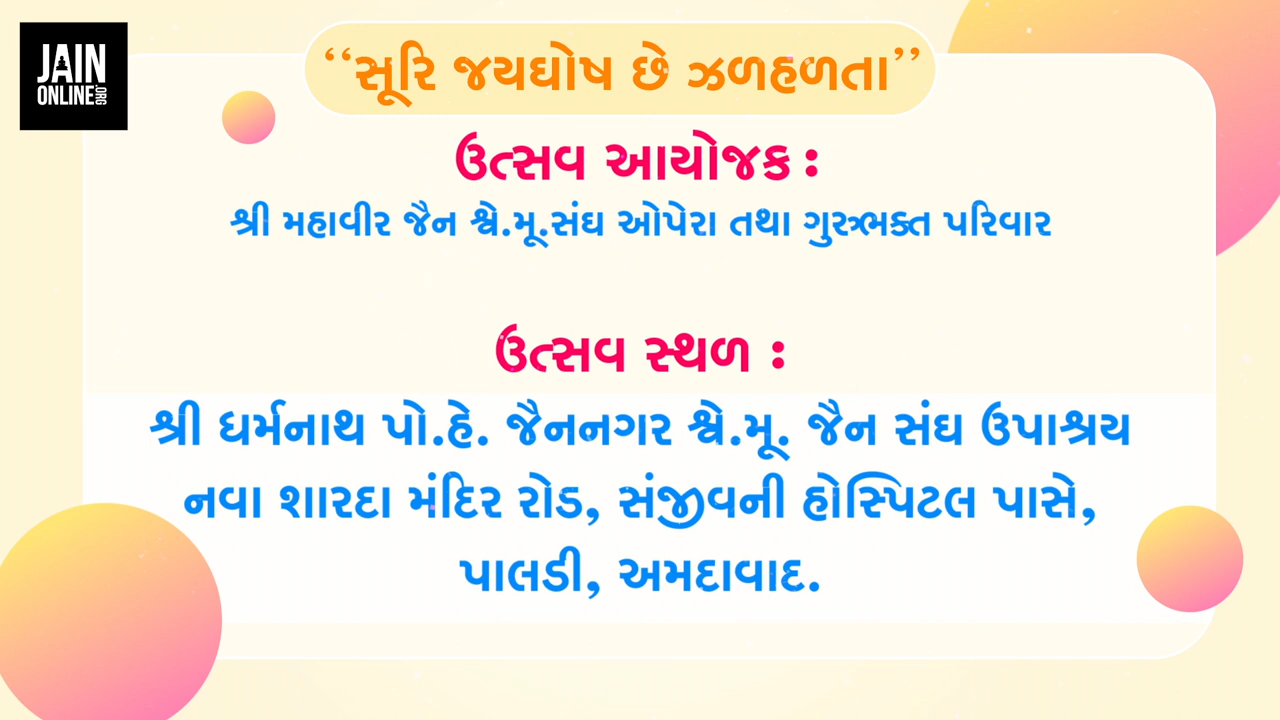 JAIN
ONLINE.ORG
‘‘સૂરિ જયઘોષ છે ઝળહળતા’’
ઉત્સવ આયોજક :
શ્રી મહાવીર જૈન શ્વે.મૂ.સંઘ ઓપેરા તથા ગુરુભક્ત પરિવાર
ઉત્સવ સ્થળ :
શ્રી ધર્મનાથ પો.હે. જૈનનગર શ્વે.મૂ. જૈન સંઘ ઉપાશ્રય
નવા શારદા મંદિર રોડ, સંજીવની હોસ્પિટલ પાસે,
પાલડી, અમદાવાદ.